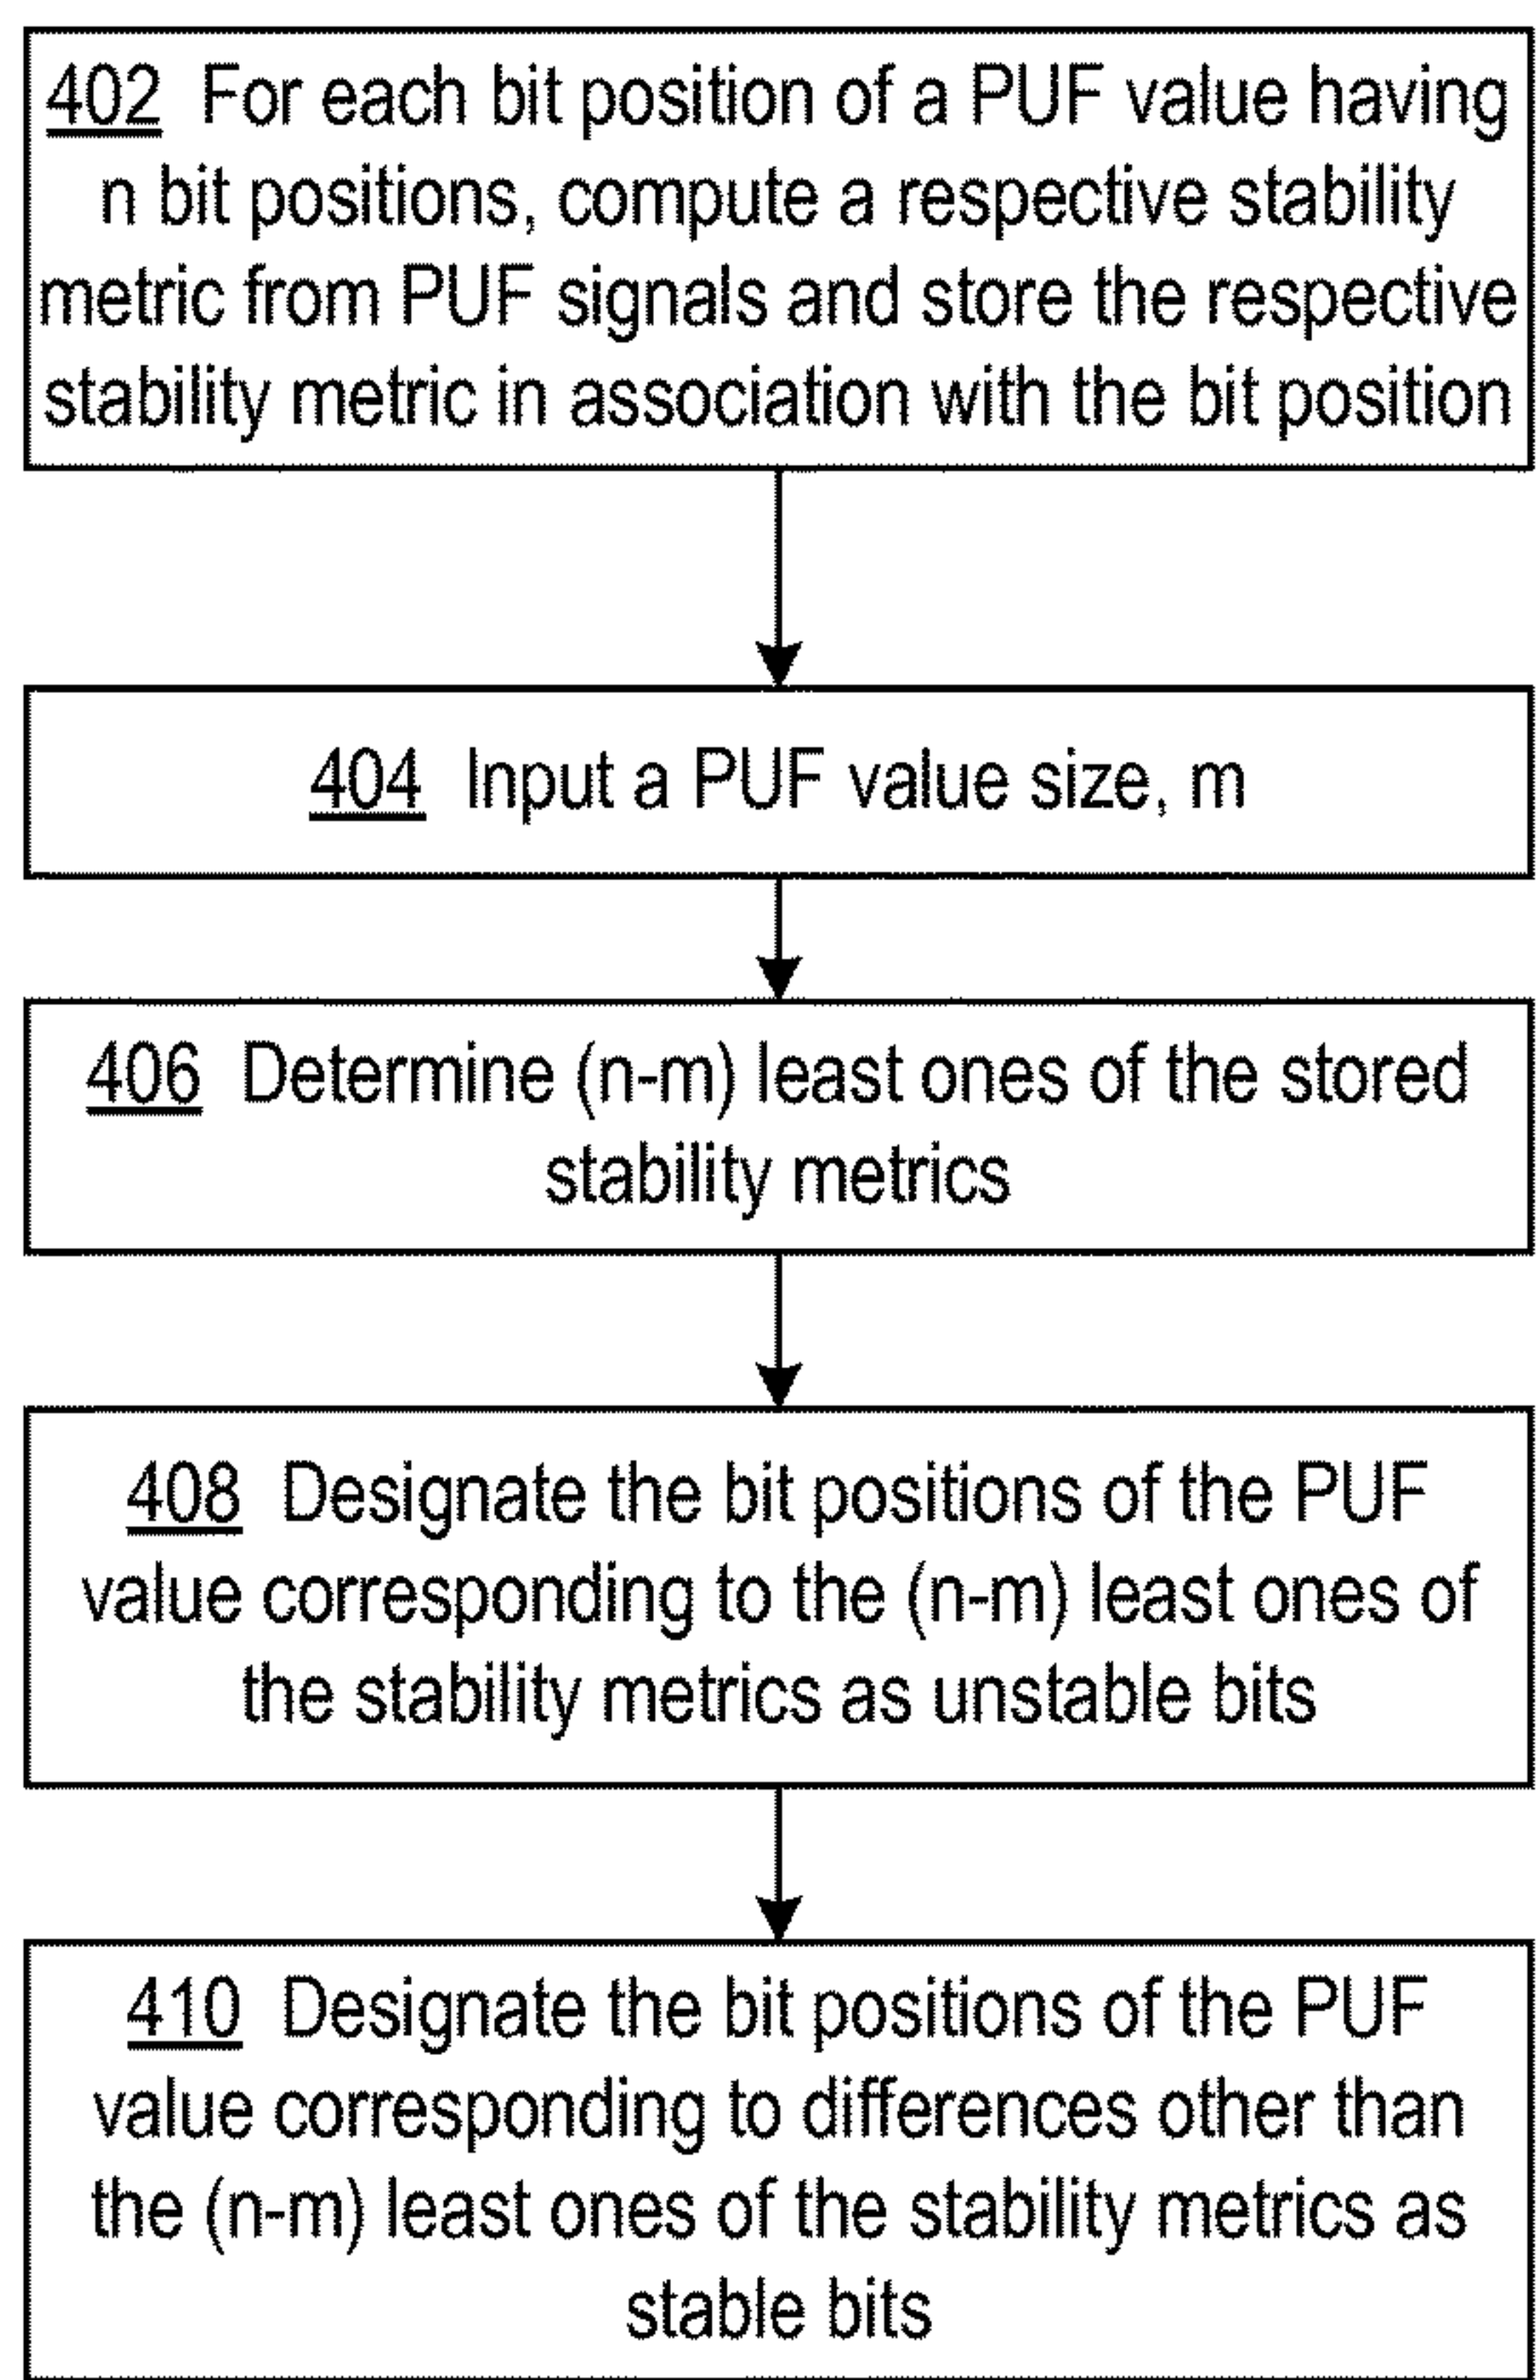 402 For each bit position of a PUF value having
n bit positions, compute a respective stability
metric from PUF signals and store the respective
stability metric in association with the bit position
404 Input a PUF value size, m
406 Determine (n-m) least ones of the stored
stability metrics
408 Designate the bit positions of the PUF
value corresponding to the (n-m) least ones of
the stability metrics as unstable bits
410 Designate the bit positions of the PUF
value corresponding to differences other than
the (n-m) least ones of the stability metrics as
stable bits